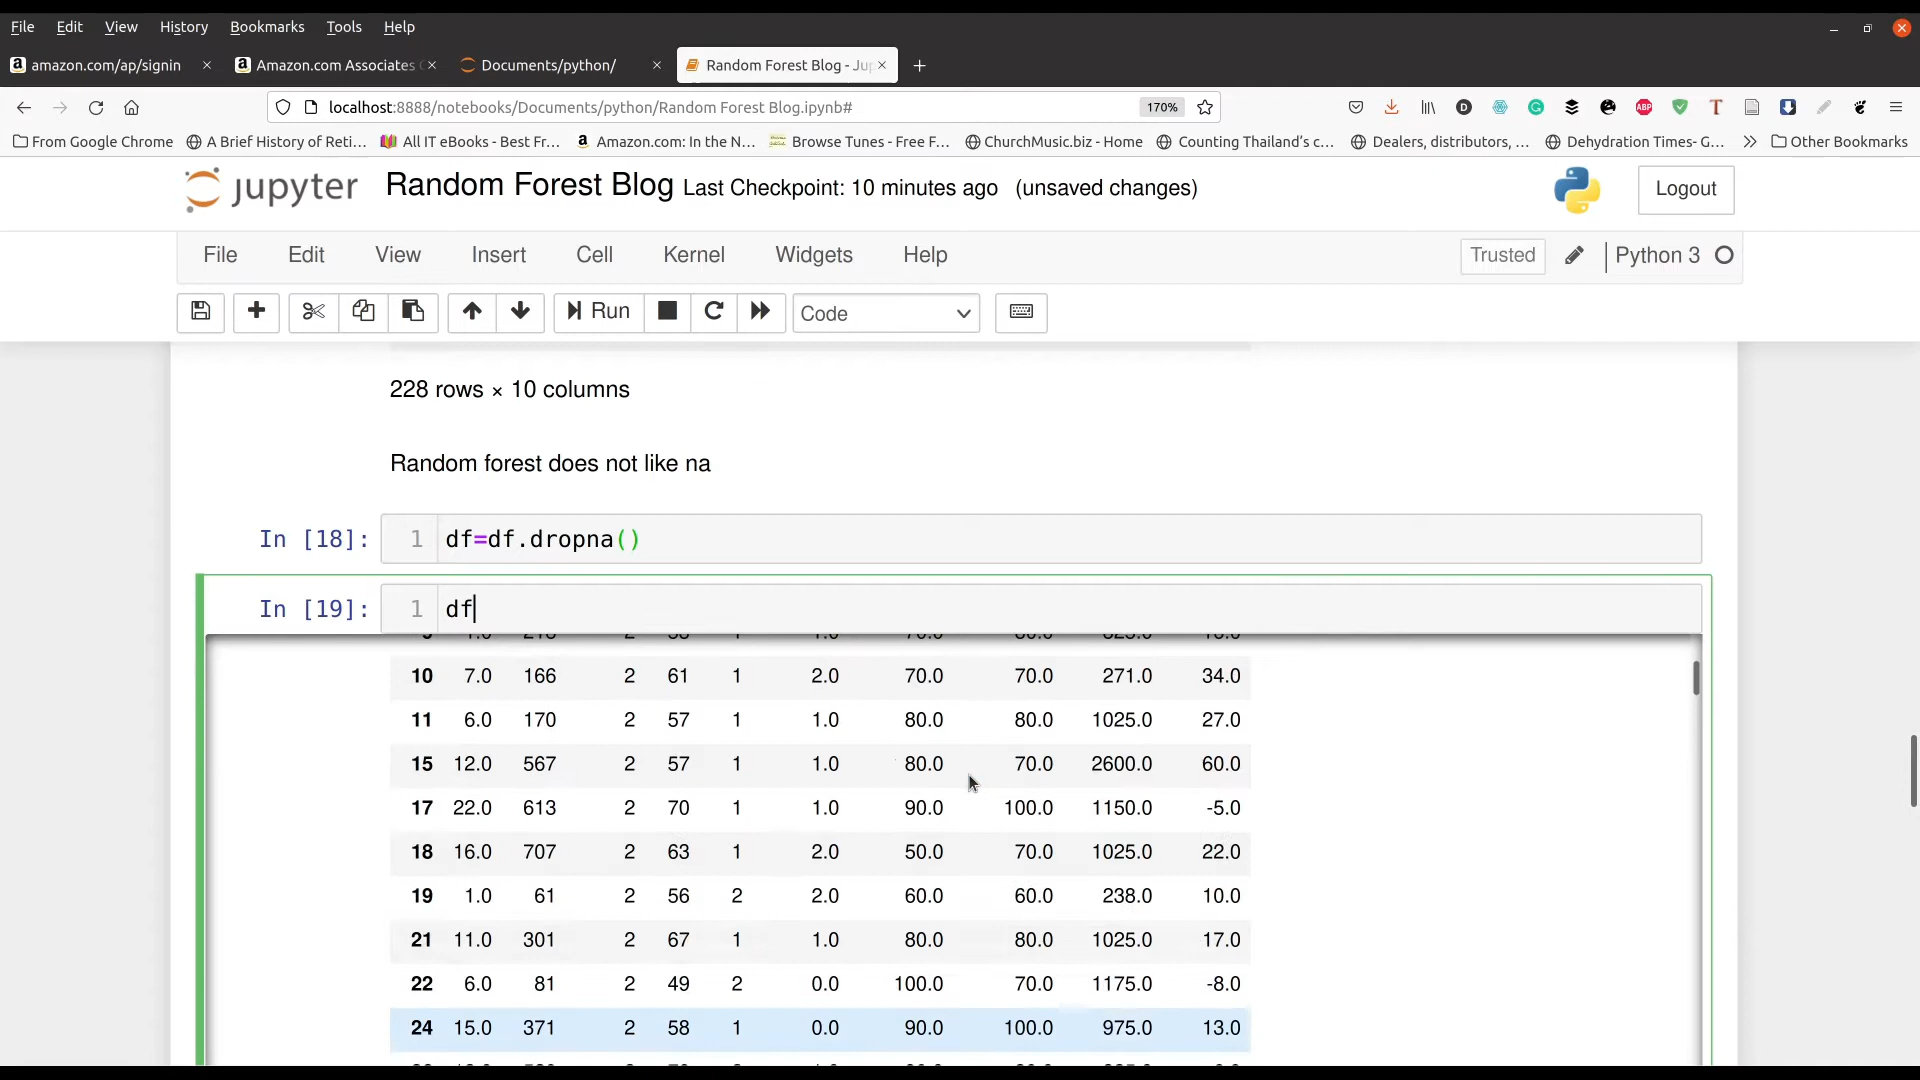 File Edit View History Bookmarks Tools Help
amazon.com/ap/signin Amazon.com Associates Documents/python/ Random Forest Blog - Jup
localhost:8888/notebooks/Documents/python/Random Forest Blog.ipynb# 170%
From Google Chrome A Brief History of Reti... All IT eBooks - Best Fr... Amazon.com: In the N... Browse Tunes - Free F... ChurchMusic.biz - Home Counting Thailand's c... Dealers, distributors, ... Dehydration Times- G... Other Bookmarks
jupyter Random Forest Blog Last Checkpoint: 10 minutes ago (unsaved changes) Logout
File Edit View Insert Cell Kernel Widgets Help Trusted Python 3
Run Code
228 rows × 10 columns
Random forest does not like na
In [18]: 1 df=df.dropna()
In [19]: 1 df
10 7.0 166 2 61 1 2.0 70.0 70.0 271.0 34.0
11 6.0 170 2 57 1 1.0 80.0 80.0 1025.0 27.0
15 12.0 567 2 57 1 1.0 80.0 70.0 2600.0 60.0
17 22.0 613 2 70 1 1.0 90.0 100.0 1150.0 -5.0
18 16.0 707 2 63 1 2.0 50.0 70.0 1025.0 22.0
19 1.0 61 2 56 2 2.0 60.0 60.0 238.0 10.0
21 11.0 301 2 67 1 1.0 80.0 80.0 1025.0 17.0
22 6.0 81 2 49 2 0.0 100.0 70.0 1175.0 -8.0
24 15.0 371 2 58 1 0.0 90.0 100.0 975.0 13.0